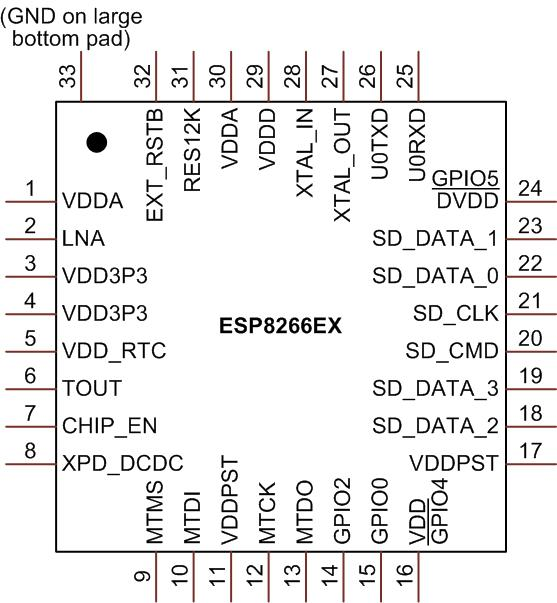 (GND on large
bottom pad)
33
32
31
30
29
28
27
26
25
EXT_RSTB
RES12K
VDDA
VDDD
XTAL_IN
XTAL_OUT
U0TXD
U0RXD
1 VDDA
2 LNA
3 VDD3P3
4 VDD3P3
5 VDD_RTC
6 TOUT
7 CHIP_EN
8 XPD_DCDC
ESP8266EX
GPIO5
DVDD 24
SD_DATA_1 23
SD_DATA_0 22
SD_CLK 21
SD_CMD 20
SD_DATA_3 19
SD_DATA_2 18
VDDPST 17
MTMS
MTDI
VDDPST
MTCK
MTDO
GPIO2
GPIO0
VDD
GPIO4
9
10
11
12
13
14
15
16